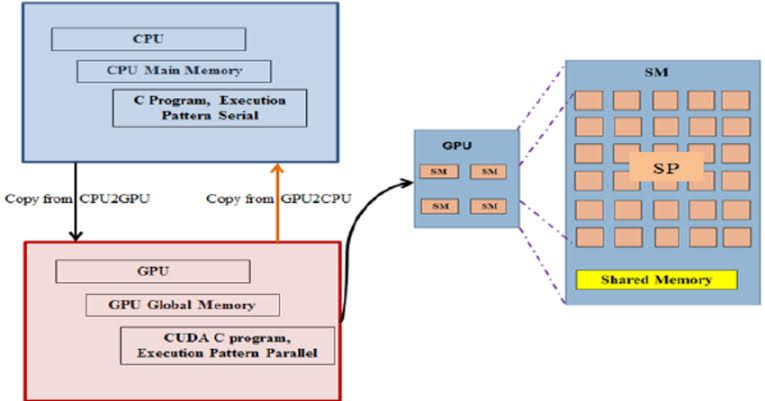 CPU
CPU Main Memory
C Program, Execution
Pattern Serial
Copy from CPU2GPU
Copy from GPU2CPU
GPU
GPU Global Memory
CUDA C program,
Execution Pattern Parallel
GPU
SM SM
SM SM
SM
SP
Shared Memory